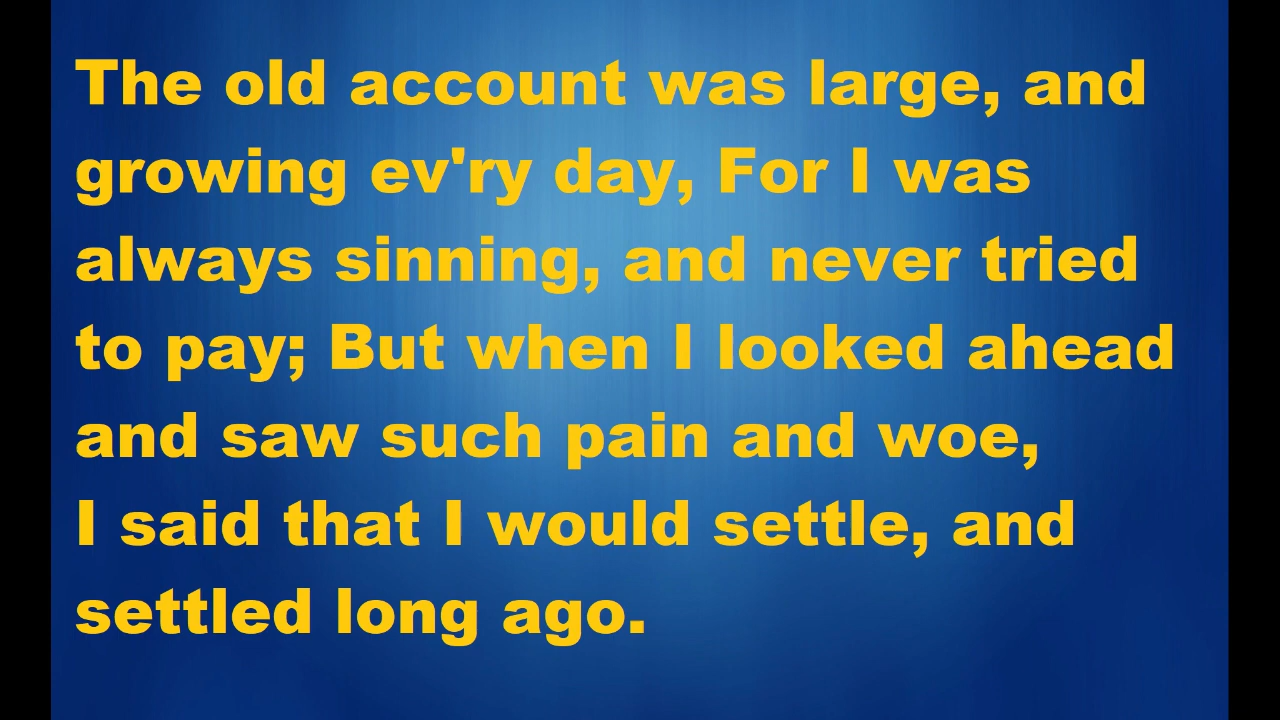 The old account was large, and
growing ev'ry day, For I was
always sinning, and never tried
to pay; But when I looked ahead
and saw such pain and woe,
I said that I would settle, and
settled long ago.